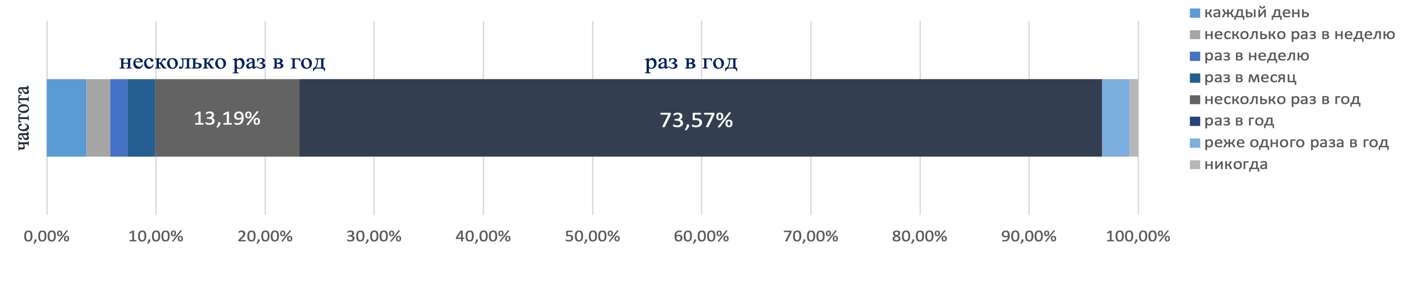 несколько раз в год
раз в год
частота
13,19%
73,57%
0,00%
10,00%
20,00%
30,00%
40,00%
50,00%
60,00%
70,00%
80,00%
90,00%
100,00%
каждый день
несколько раз в неделю
раз в неделю
раз в месяц
несколько раз в год
раз в год
реже одного раза в год
никогда